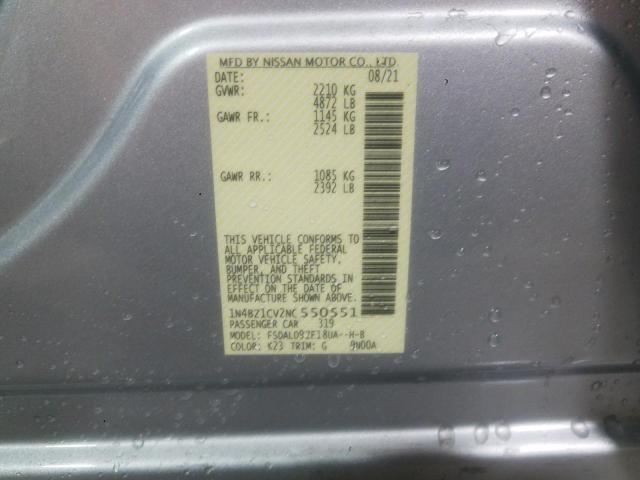 MFD BY NISSAN MOTOR CO., LTD
DATE: 08/21
GVWR: 2210 KG
4872 LB
GAWR FR.: 1145 KG
2524 LB
GAWR RR.: 1085 KG
2392 LB
THIS VEHICLE CONFORMS TO
ALL APPLICABLE FEDERAL
MOTOR VEHICLE SAFETY,
BUMPER, AND THEFT
PREVENTION STANDARDS IN
EFFECT ON THE DATE OF
MANUFACTURE SHOWN ABOVE.
1N4BZ1CV2NC550551
PASSENGER CAR 319
MODEL: FSDALO92E18UA--H-B
COLOR: K23 TRIM: G